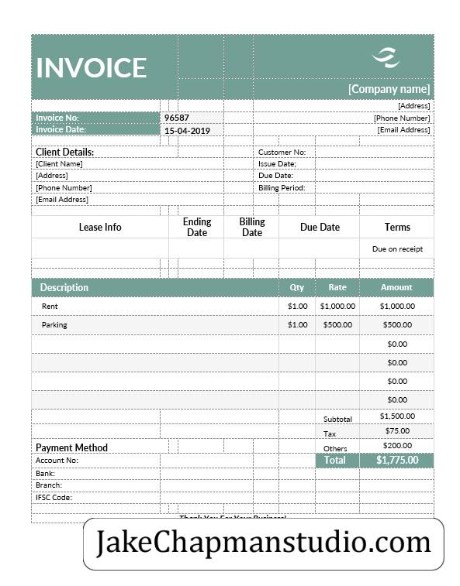 INVOICE
[Company name]
[Address]
Invoice No: 96587 [Phone Number]
Invoice Date: 15-04-2019 [Email Address]
Client Details: Customer No:
[Client Name] Issue Date:
[Address] Due Date:
[Phone Number] Billing Period:
[Email Address]
Lease Info Ending Date Billing Date Due Date Terms
Due on receipt
Description Qty Rate Amount
Rent $1.00 $1,000.00 $1,000.00
Parking $1.00 $500.00 $500.00
$0.00
$0.00
$0.00
$0.00
Subtotal $1,500.00
Tax $75.00
Payment Method Others $200.00
Account No: Total $1,775.00
Bank:
Branch:
IFSC Code:
Thank You For Your Business!
JakeChapmanstudio.com